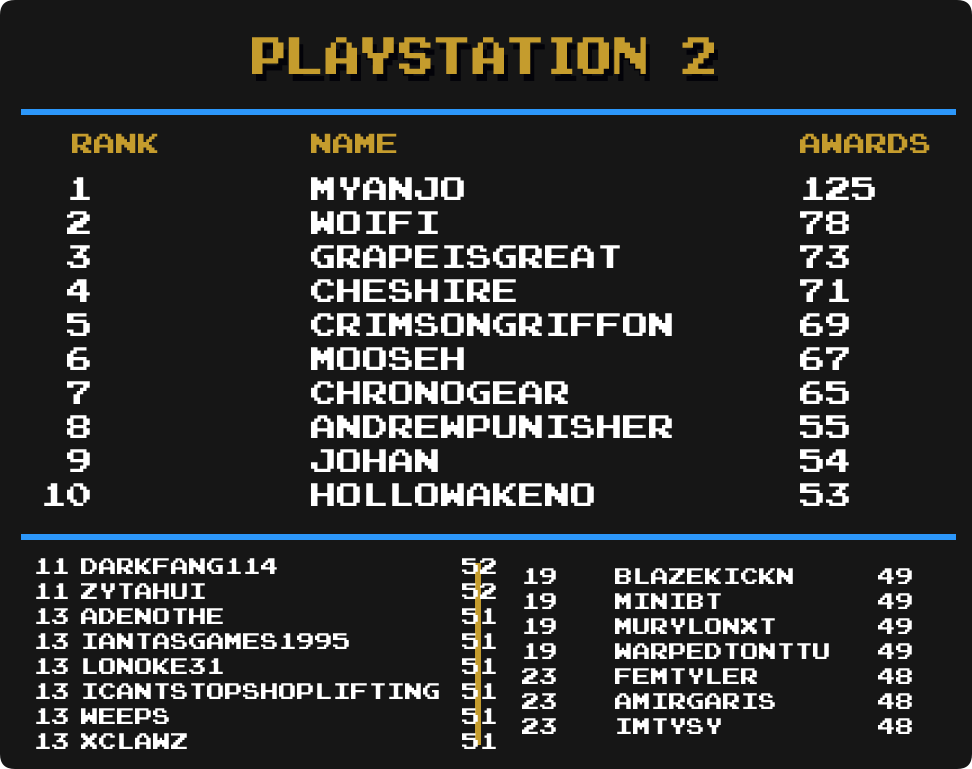 PLAYSTATION 2
RANK NAME AWARDS
1 MYANJO 125
2 WOIFI 78
3 GRAPEISGREAT 73
4 CHESHIRE 71
5 CRIMSONGRIFFON 69
6 MOOSEH 67
7 CHRONOGEAR 65
8 ANDREWPUNISHER 55
9 JOHAN 54
10 HOLLOWAKENO 53
11 DARKFANG114 52
11 ZYTAHUI 52
13 ADENOTHE 51
13 IANTASGAMES1995 51
13 LONOKE31 51
13 ICANTSTOPSHOPLIFTING 51
13 WEEPS 51
13 XCLAWZ 51
19 BLAZEKICKN 49
19 MINIBT 49
19 MURYLONXT 49
19 WARPEDTONTTU 49
23 FEMTYLER 48
23 AMIRGARIS 48
23 IMTYSY 48